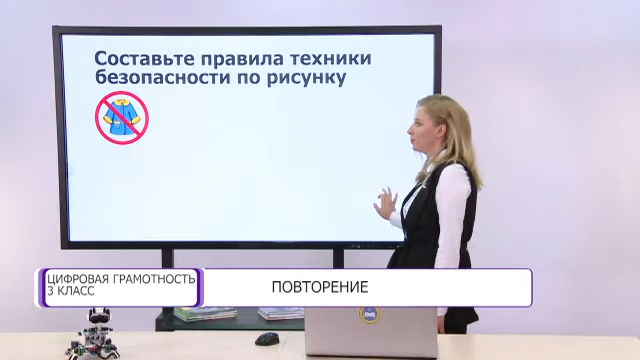 Составьте правила техники
безопасности по рисунку
ЦИФРОВАЯ ГРАМОТНОСТЬ
3 КЛАСС
ПОВТОРЕНИЕ